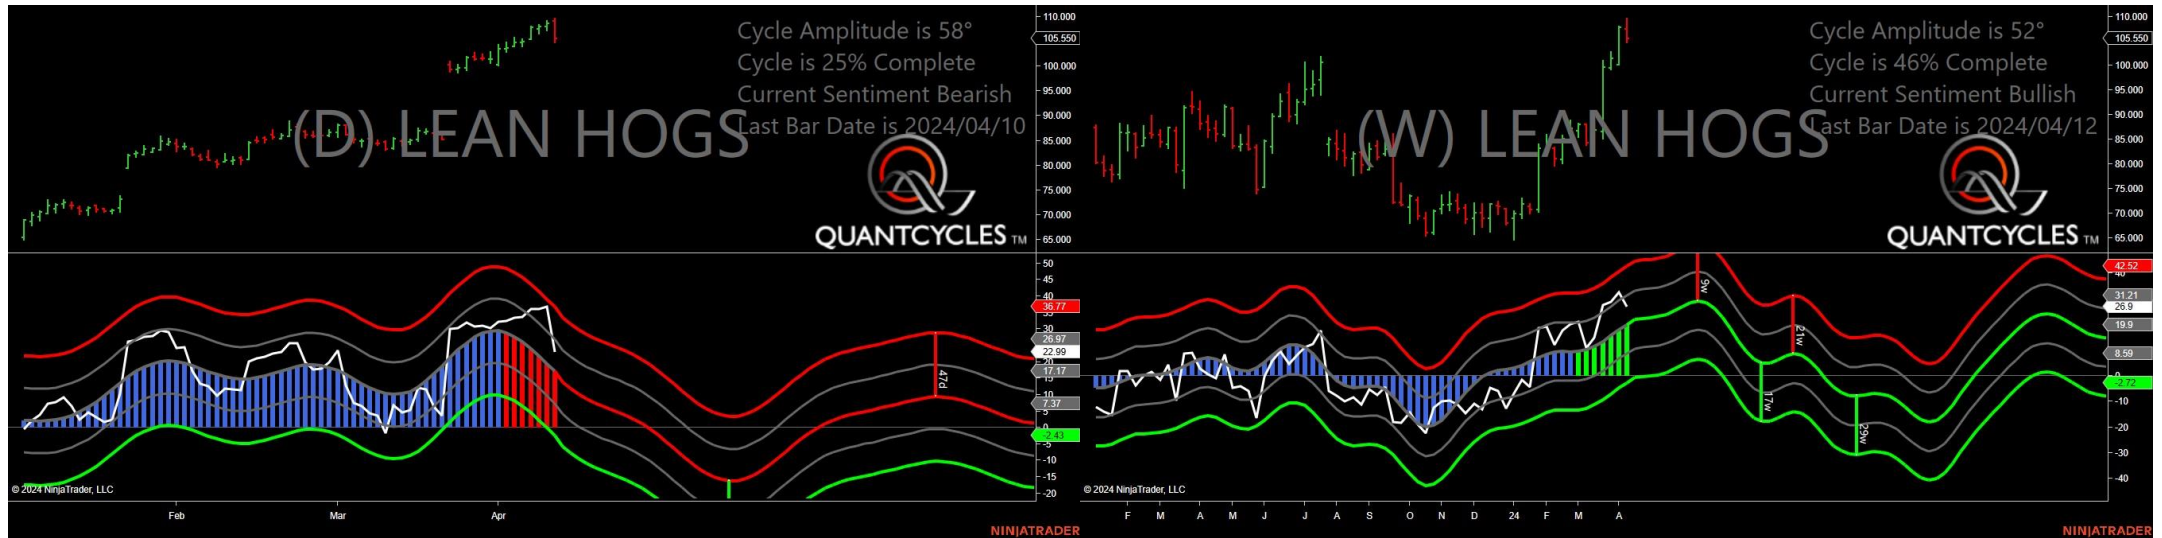 Cycle Amplitude is 58°
Cycle is 25% Complete
Current Sentiment Bearish
Last Bar Date is 2024/04/10
(D) LEAN HOGS
QUANTCYCLES TM
110.000
105.550
100.000
95.000
90.000
85.000
80.000
75.000
70.000
65.000
50
45
40
36.77
30
26.97
22.99
17.17
10
7.37
-2.43
-10
-15
-20
47d
© 2024 NinjaTrader, LLC
Feb Mar Apr
NINJATRADER
Cycle Amplitude is 52°
Cycle is 46% Complete
Current Sentiment Bullish
Last Bar Date is 2024/04/12
(W) LEAN HOGS
QUANTCYCLES TM
110.000
105.550
100.000
95.000
90.000
85.000
80.000
75.000
70.000
65.000
42.52
31.21
26.9
19.9
8.59
0
-2.72
-10
-20
-30
-40
9w
21w
17w
29w
© 2024 NinjaTrader, LLC
F M A M J J A S O N D 24 F M A
NINJATRADER